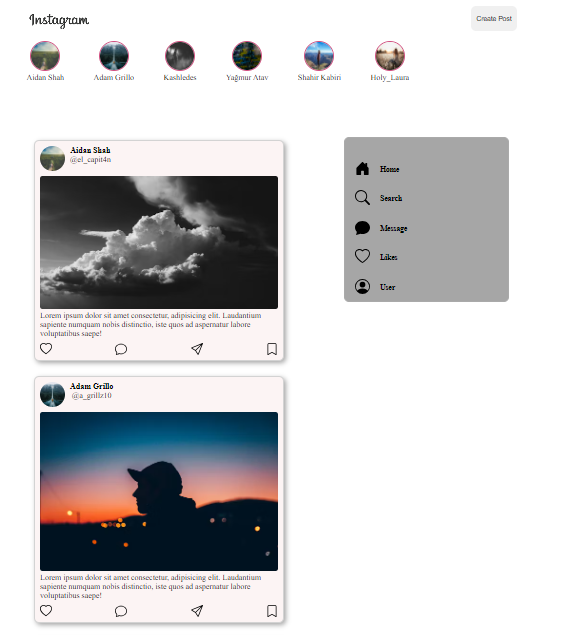 Instagram
Create Post
Aidan Shah
Adam Grillo
Kashledes
Yağmur Atav
Shahir Kabiri
Holy_Laura
Aidan Shah
@el_capit4n
Lorem ipsum dolor sit amet consectetur, adipisicing elit. Laudantium
sapiente numquam nobis distinctio, iste quos ad aspernatur labore
voluptatibus saepe!
Home
Search
Message
Likes
User
Adam Grillo
@a_grillz10
Lorem ipsum dolor sit amet consectetur, adipisicing elit. Laudantium
sapiente numquam nobis distinctio, iste quos ad aspernatur labore
voluptatibus saepe!